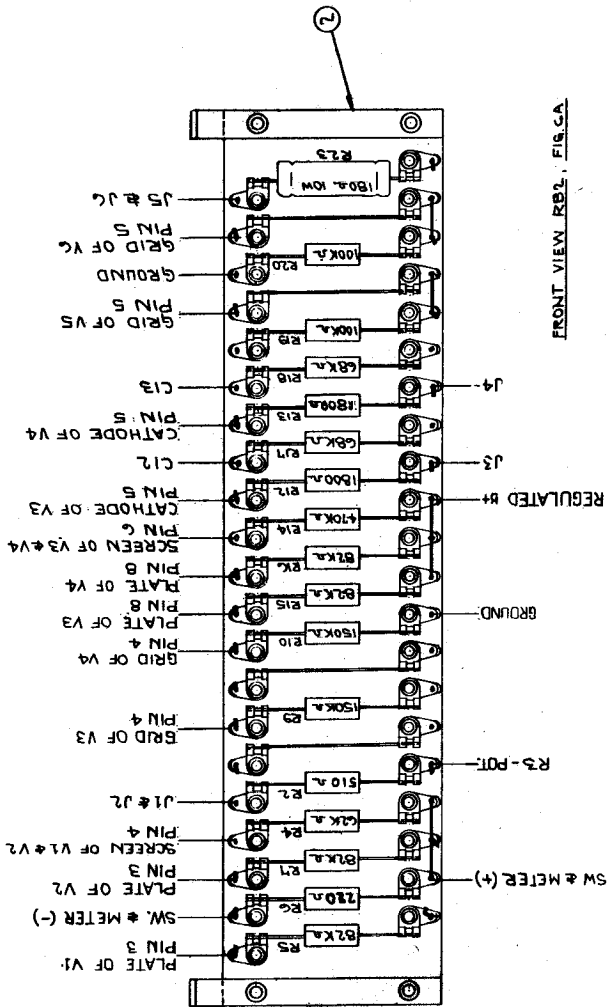 PLATE OF V1
PIN 3
82KΩ
R5
SW. & METER (-)
220Ω
R6
SW & METER (+)
PLATE OF V2
PIN 3
82KΩ
R7
SCREEN OF V1 & V2
PIN 4
62KΩ
R4
J1 & J2
510Ω
R2
R3-POT.
GRID OF V3
PIN 4
150KΩ
R9
GRID OF V4
PIN 4
150KΩ
R10
GROUND
PLATE OF V3
PIN 8
82KΩ
R15
PLATE OF V4
PIN 8
82KΩ
R16
SCREEN OF V3 & V4
PIN 6
470KΩ
R14
REGULATED B+
CATHODE OF V3
PIN 5
1800Ω
R12
J3
C12
68KΩ
R17
CATHODE OF V4
PIN 5
1800Ω
R13
J4
C13
68KΩ
R18
100KΩ
R19
GRID OF V5
PIN 5
GROUND
100KΩ
R20
GRID OF V6
PIN 5
J5 & J6
180Ω 10W
R23
2
FRONT VIEW RB2, FIG. 6A